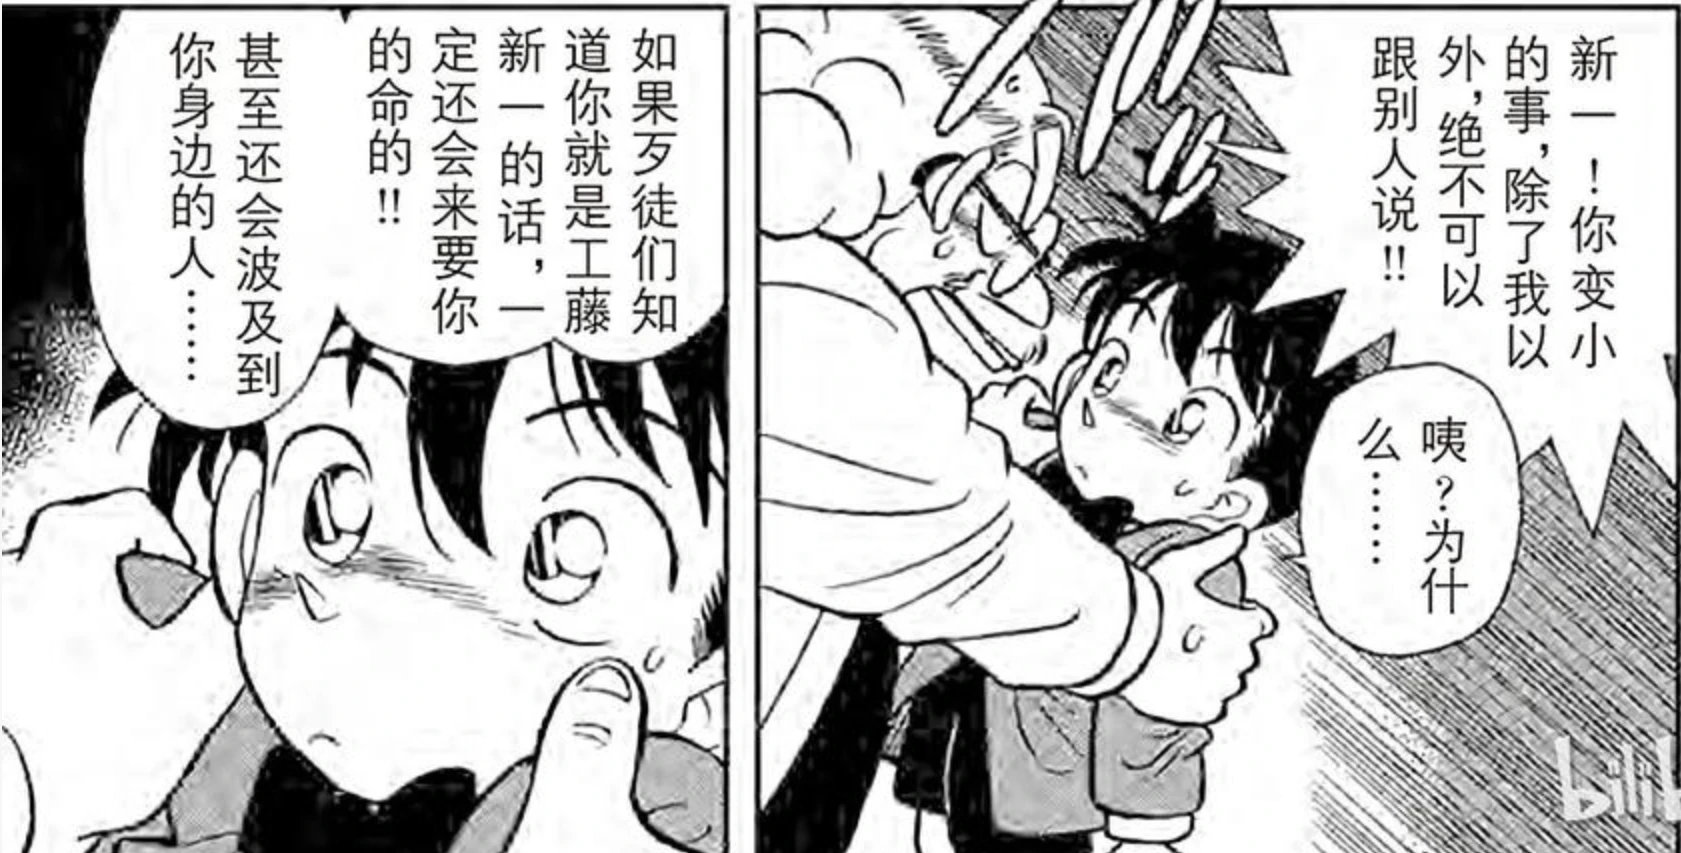 新一！你变小
的事，除了我以
外，绝不可以
跟别人说!!
咦？为什
么……
如果歹徒们知
道你就是工藤
新一的话，一
定还会来要你
的命的!!
甚至还会波及到
你身边的人……